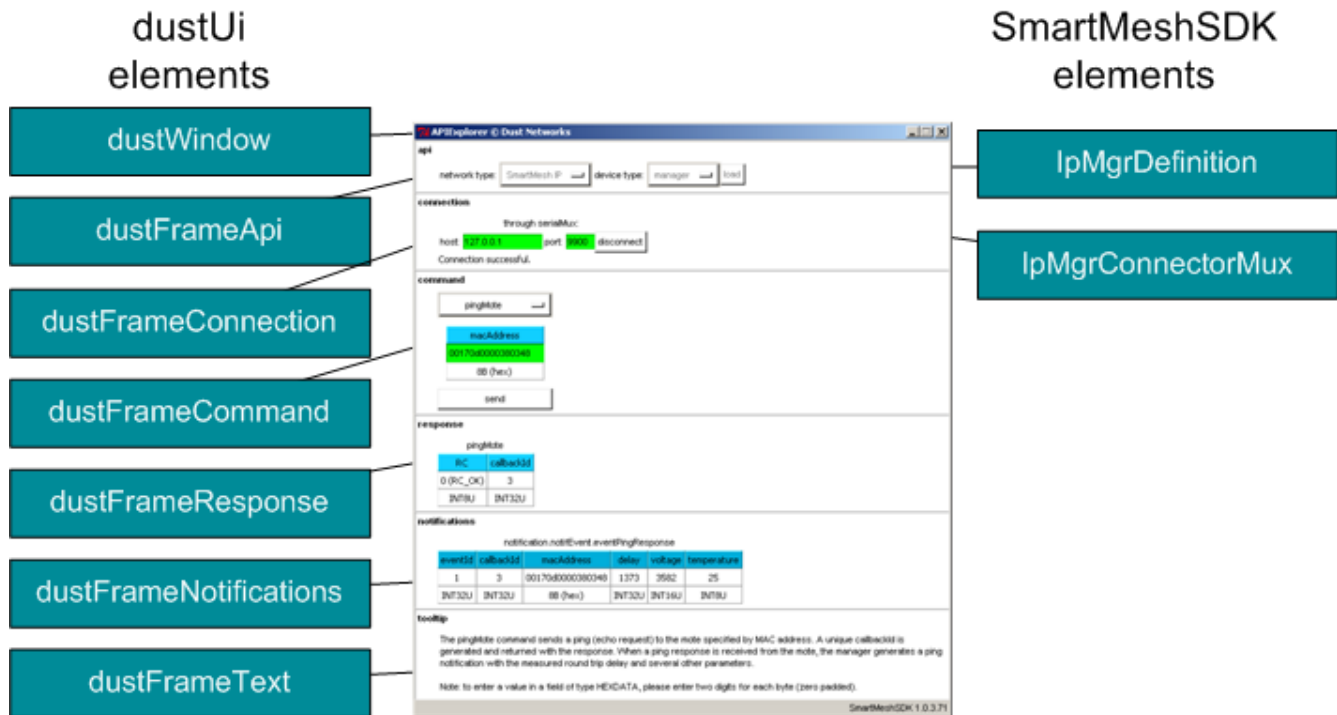 dustUi
elements
SmartMeshSDK
elements
dustWindow
dustFrameApi
dustFrameConnection
dustFrameCommand
dustFrameResponse
dustFrameNotifications
dustFrameText
IpMgrDefinition
IpMgrConnectorMux
APIExplorer © Dust Networks
api
network type: SmartMesh IP device type: manager load
connection
through serialMux:
host: 127.0.0.1 port: 9900 disconnect
Connection successful.
command
pingMote
macAddress
00170d0000380348
8B (hex)
send
response
pingMote
RC callbackId
0 (RC_OK) 3
INT8U INT32U
notifications
notification.notifEvent.eventPingResponse
eventId callbackId macAddress delay voltage temperature
1 3 00170d0000380348 1373 3582 25
INT32U INT32U 8B (hex) INT32U INT16U INT8U
tooltip
The pingMote command sends a ping (echo request) to the mote specified by MAC address. A unique callbackId is
generated and returned with the response. When a ping response is received from the mote, the manager generates a ping
notification with the measured round trip delay and several other parameters.
Note: to enter a value in a field of type HEXDATA, please enter two digits for each byte (zero padded).
SmartMeshSDK 1.0.3.71